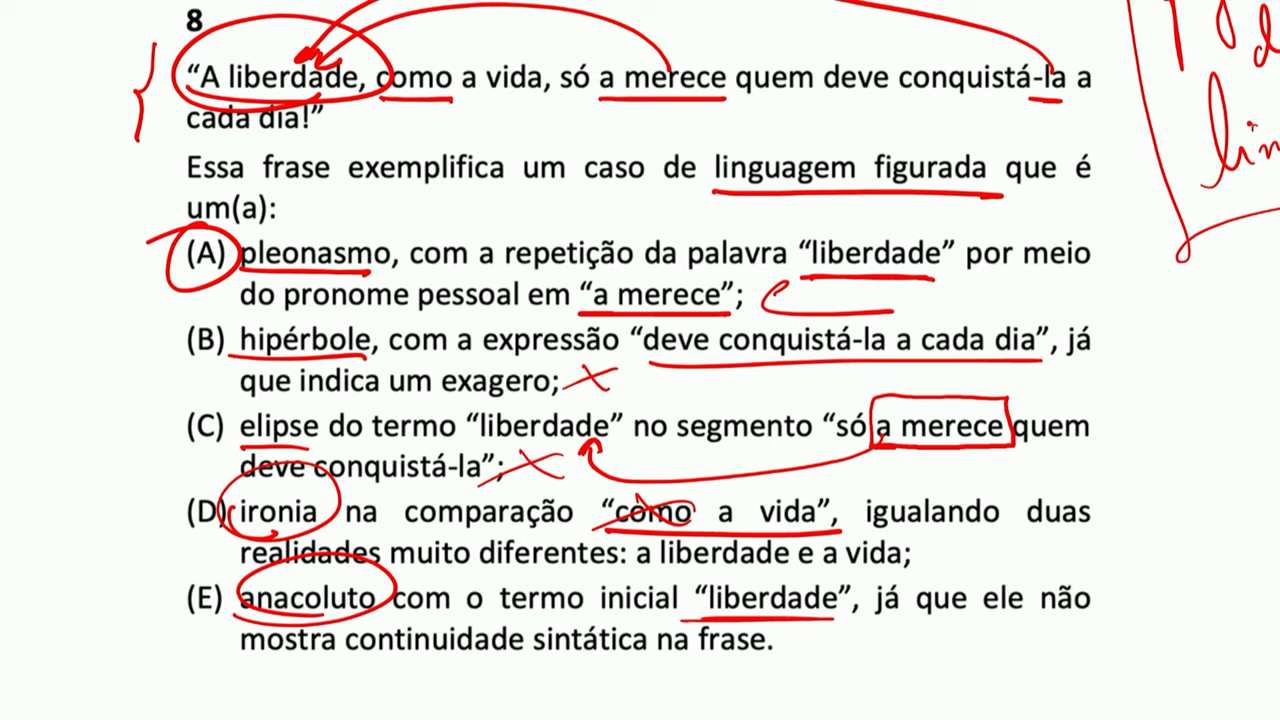 8
“A liberdade, como a vida, só a merece quem deve conquistá-la a
cada dia!”
Essa frase exemplifica um caso de linguagem figurada que é
um(a):
(A) pleonasmo, com a repetição da palavra “liberdade” por meio
do pronome pessoal em “a merece”;
(B) hipérbole, com a expressão “deve conquistá-la a cada dia”, já
que indica um exagero;
(C) elipse do termo “liberdade” no segmento “só a merece quem
deve conquistá-la”;
(D) ironia na comparação “como a vida”, igualando duas
realidades muito diferentes: a liberdade e a vida;
(E) anacoluto com o termo inicial “liberdade”, já que ele não
mostra continuidade sintática na frase.